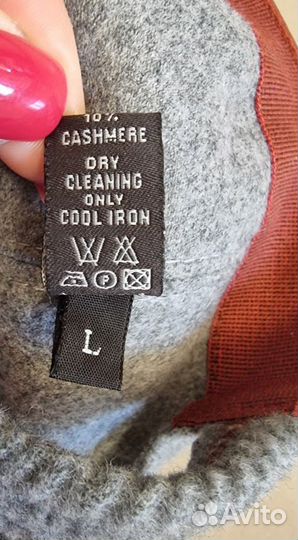 10%
CASHMERE
DRY
CLEANING
ONLY
COOL IRON
P
L
Avito